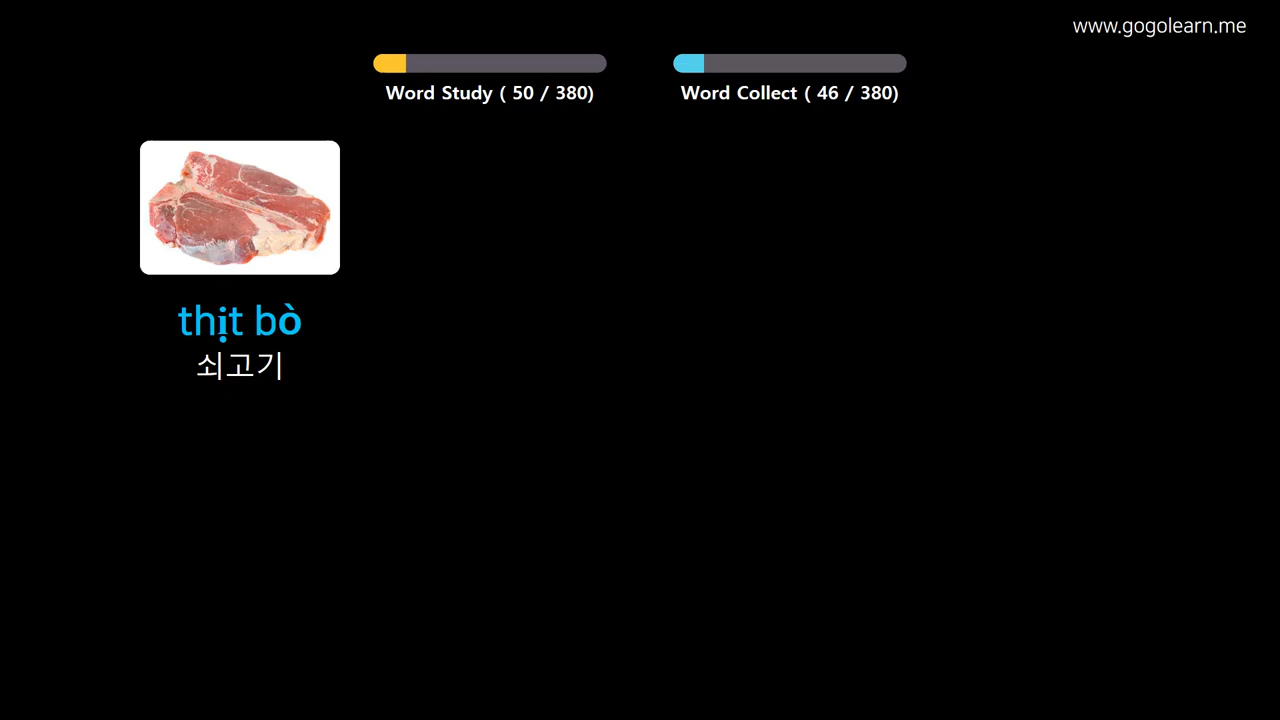 www.gogolearn.me
Word Study ( 50 / 380)
Word Collect ( 46 / 380)
thịt bò
쇠고기